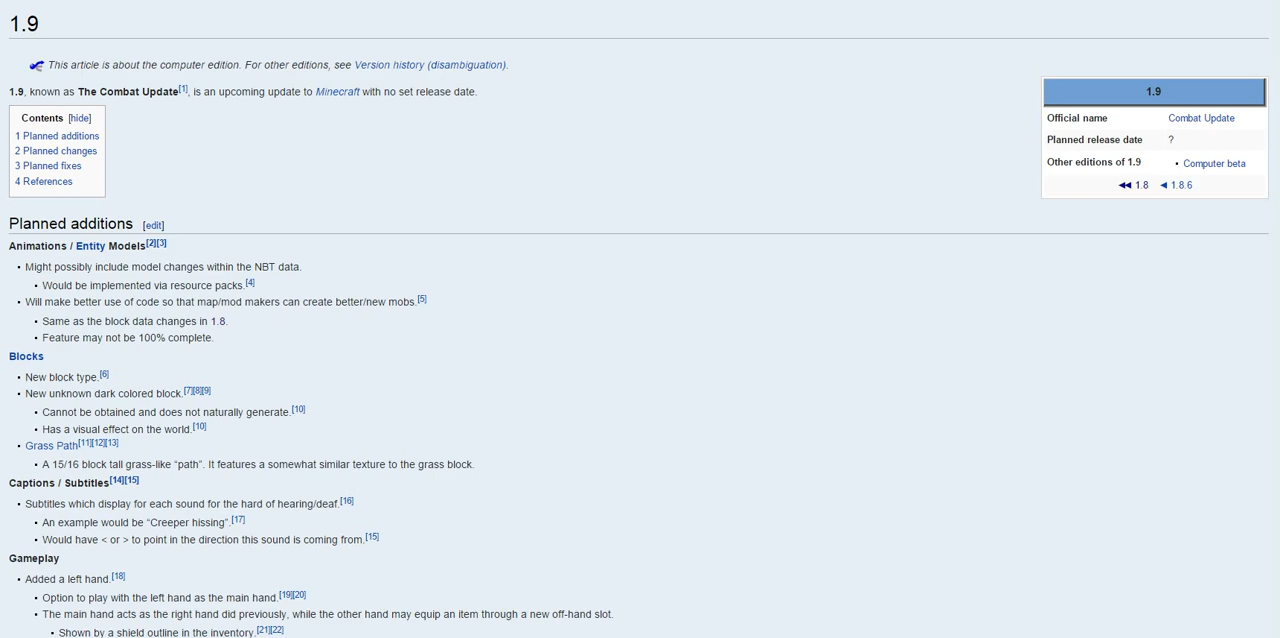 1.9
This article is about the computer edition. For other editions, see Version history (disambiguation).
1.9, known as The Combat Update[1], is an upcoming update to Minecraft with no set release date.
Contents [hide]
1 Planned additions
2 Planned changes
3 Planned fixes
4 References
1.9
Official name Combat Update
Planned release date ?
Other editions of 1.9 • Computer beta
◄◄ 1.8 ◄ 1.8.6
Planned additions [edit]
Animations / Entity Models[2][3]
• Might possibly include model changes within the NBT data.
• Would be implemented via resource packs.[4]
• Will make better use of code so that map/mod makers can create better/new mobs.[5]
• Same as the block data changes in 1.8.
• Feature may not be 100% complete.
Blocks
• New block type.[6]
• New unknown dark colored block.[7][8][9]
• Cannot be obtained and does not naturally generate.[10]
• Has a visual effect on the world.[10]
• Grass Path[11][12][13]
• A 15/16 block tall grass-like “path”. It features a somewhat similar texture to the grass block.
Captions / Subtitles[14][15]
• Subtitles which display for each sound for the hard of hearing/deaf.[16]
• An example would be “Creeper hissing”.[17]
• Would have < or > to point in the direction this sound is coming from.[15]
Gameplay
• Added a left hand.[18]
• Option to play with the left hand as the main hand.[19][20]
• The main hand acts as the right hand did previously, while the other hand may equip an item through a new off-hand slot.
• Shown by a shield outline in the inventory.[21][22]